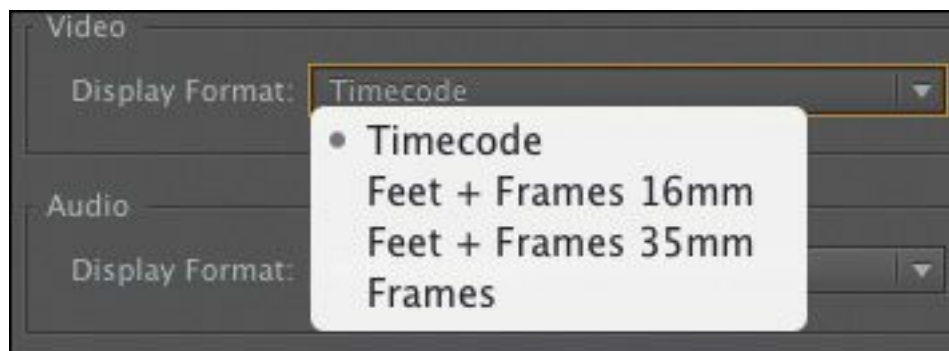 Video
Display Format: Timecode
Timecode
Feet + Frames 16mm
Feet + Frames 35mm
Frames
Audio
Display Format: